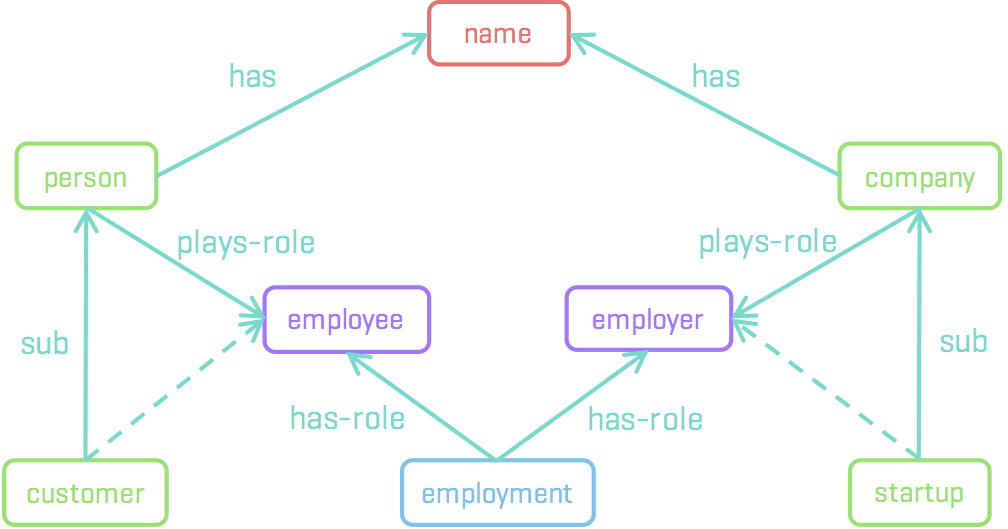 name
has
has
person
company
plays-role
plays-role
employee
employer
sub
sub
has-role
has-role
customer
employment
startup